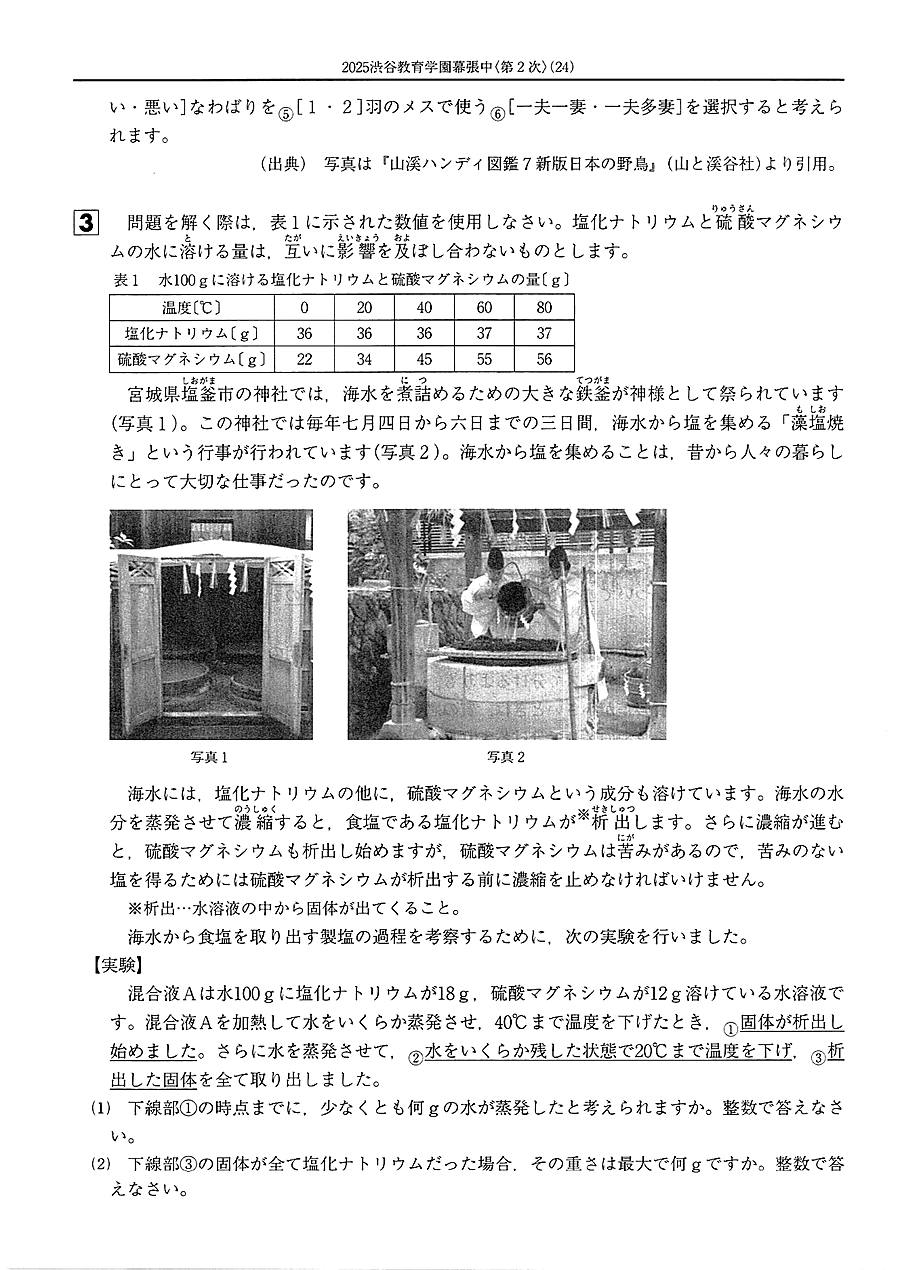 2025渋谷教育学園幕張中〈第2次〉(24)
い・悪い]なわばりを⑤[1・2]羽のメスで使う⑥[一夫一妻・一夫多妻]を選択すると考えら
れます。
(出典) 写真は『山溪ハンディ図鑑7新版日本の野鳥』(山と溪谷社)より引用。
3 問題を解く際は，表1に示された数値を使用しなさい。塩化ナトリウムと硫酸マグネシウ
ムの水に溶ける量は，互いに影響を及ぼし合わないものとします。
表1 水100gに溶ける塩化ナトリウムと硫酸マグネシウムの量〔g〕
温度〔℃〕 0 20 40 60 80
塩化ナトリウム〔g〕 36 36 36 37 37
硫酸マグネシウム〔g〕 22 34 45 55 56
宮城県塩釜市の神社では，海水を煮詰めるための大きな鉄釜が神様として祭られています
(写真1)。この神社では毎年七月四日から六日までの三日間，海水から塩を集める「藻塩焼
き」という行事が行われています(写真2)。海水から塩を集めることは，昔から人々の暮らし
にとって大切な仕事だったのです。
写真1
写真2
海水には，塩化ナトリウムの他に，硫酸マグネシウムという成分も溶けています。海水の水
分を蒸発させて濃縮すると，食塩である塩化ナトリウムが※析出します。さらに濃縮が進む
と，硫酸マグネシウムも析出し始めますが，硫酸マグネシウムは苦みがあるので，苦みのない
塩を得るためには硫酸マグネシウムが析出する前に濃縮を止めなければいけません。
※析出…水溶液の中から固体が出てくること。
海水から食塩を取り出す製塩の過程を考察するために，次の実験を行いました。
【実験】
混合液Aは水100gに塩化ナトリウムが18g，硫酸マグネシウムが12g溶けている水溶液で
す。混合液Aを加熱して水をいくらか蒸発させ，40℃まで温度を下げたとき，①固体が析出し
始めました。さらに水を蒸発させて，②水をいくらか残した状態で20℃まで温度を下げ，③析
出した固体を全て取り出しました。
(1) 下線部①の時点までに，少なくとも何gの水が蒸発したと考えられますか。整数で答えなさ
い。
(2) 下線部③の固体が全て塩化ナトリウムだった場合，その重さは最大で何gですか。整数で答
えなさい。